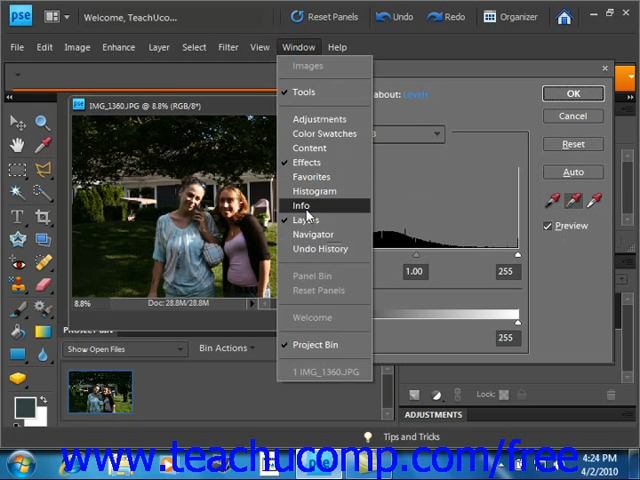 pse Welcome, TeachUco... Reset Panels Undo Redo Organizer
File Edit Image Enhance Layer Select Filter View Window Help
Images
Tools
Adjustments
Color Swatches
Content
Effects
Favorites
Histogram
Info
Layers
Navigator
Undo History
Panel Bin
Reset Panels
Welcome
Project Bin
1 IMG_1360.JPG
pse IMG_1360.JPG @ 8.8% (RGB/8*)
8.8% Doc: 28.8M/28.8M
about: Levels
OK
Cancel
Reset
Auto
Preview
1.00 255
255
PROJECT BIN
Show Open Files Bin Actions
Lock:
ADJUSTMENTS
Tips and Tricks
pse
4:24 PM
4/2/2010
www.teachucomp.com/free